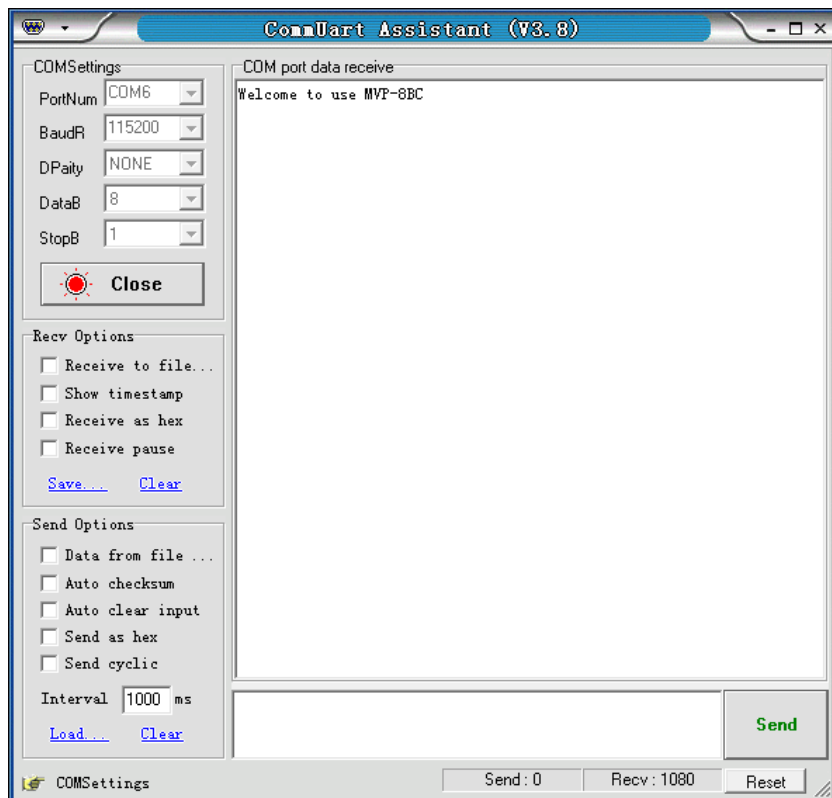 CommUart Assistant (V3.8)
COMSettings
PortNum COM6
BaudR 115200
DPaity NONE
DataB 8
StopB 1
Close
Recv Options
Receive to file...
Show timestamp
Receive as hex
Receive pause
Save... Clear
Send Options
Data from file ...
Auto checksum
Auto clear input
Send as hex
Send cyclic
Interval 1000 ms
Load... Clear
COM port data receive
Welcome to use MVP-8BC
Send
COMSettings
Send : 0
Recv : 1080
Reset